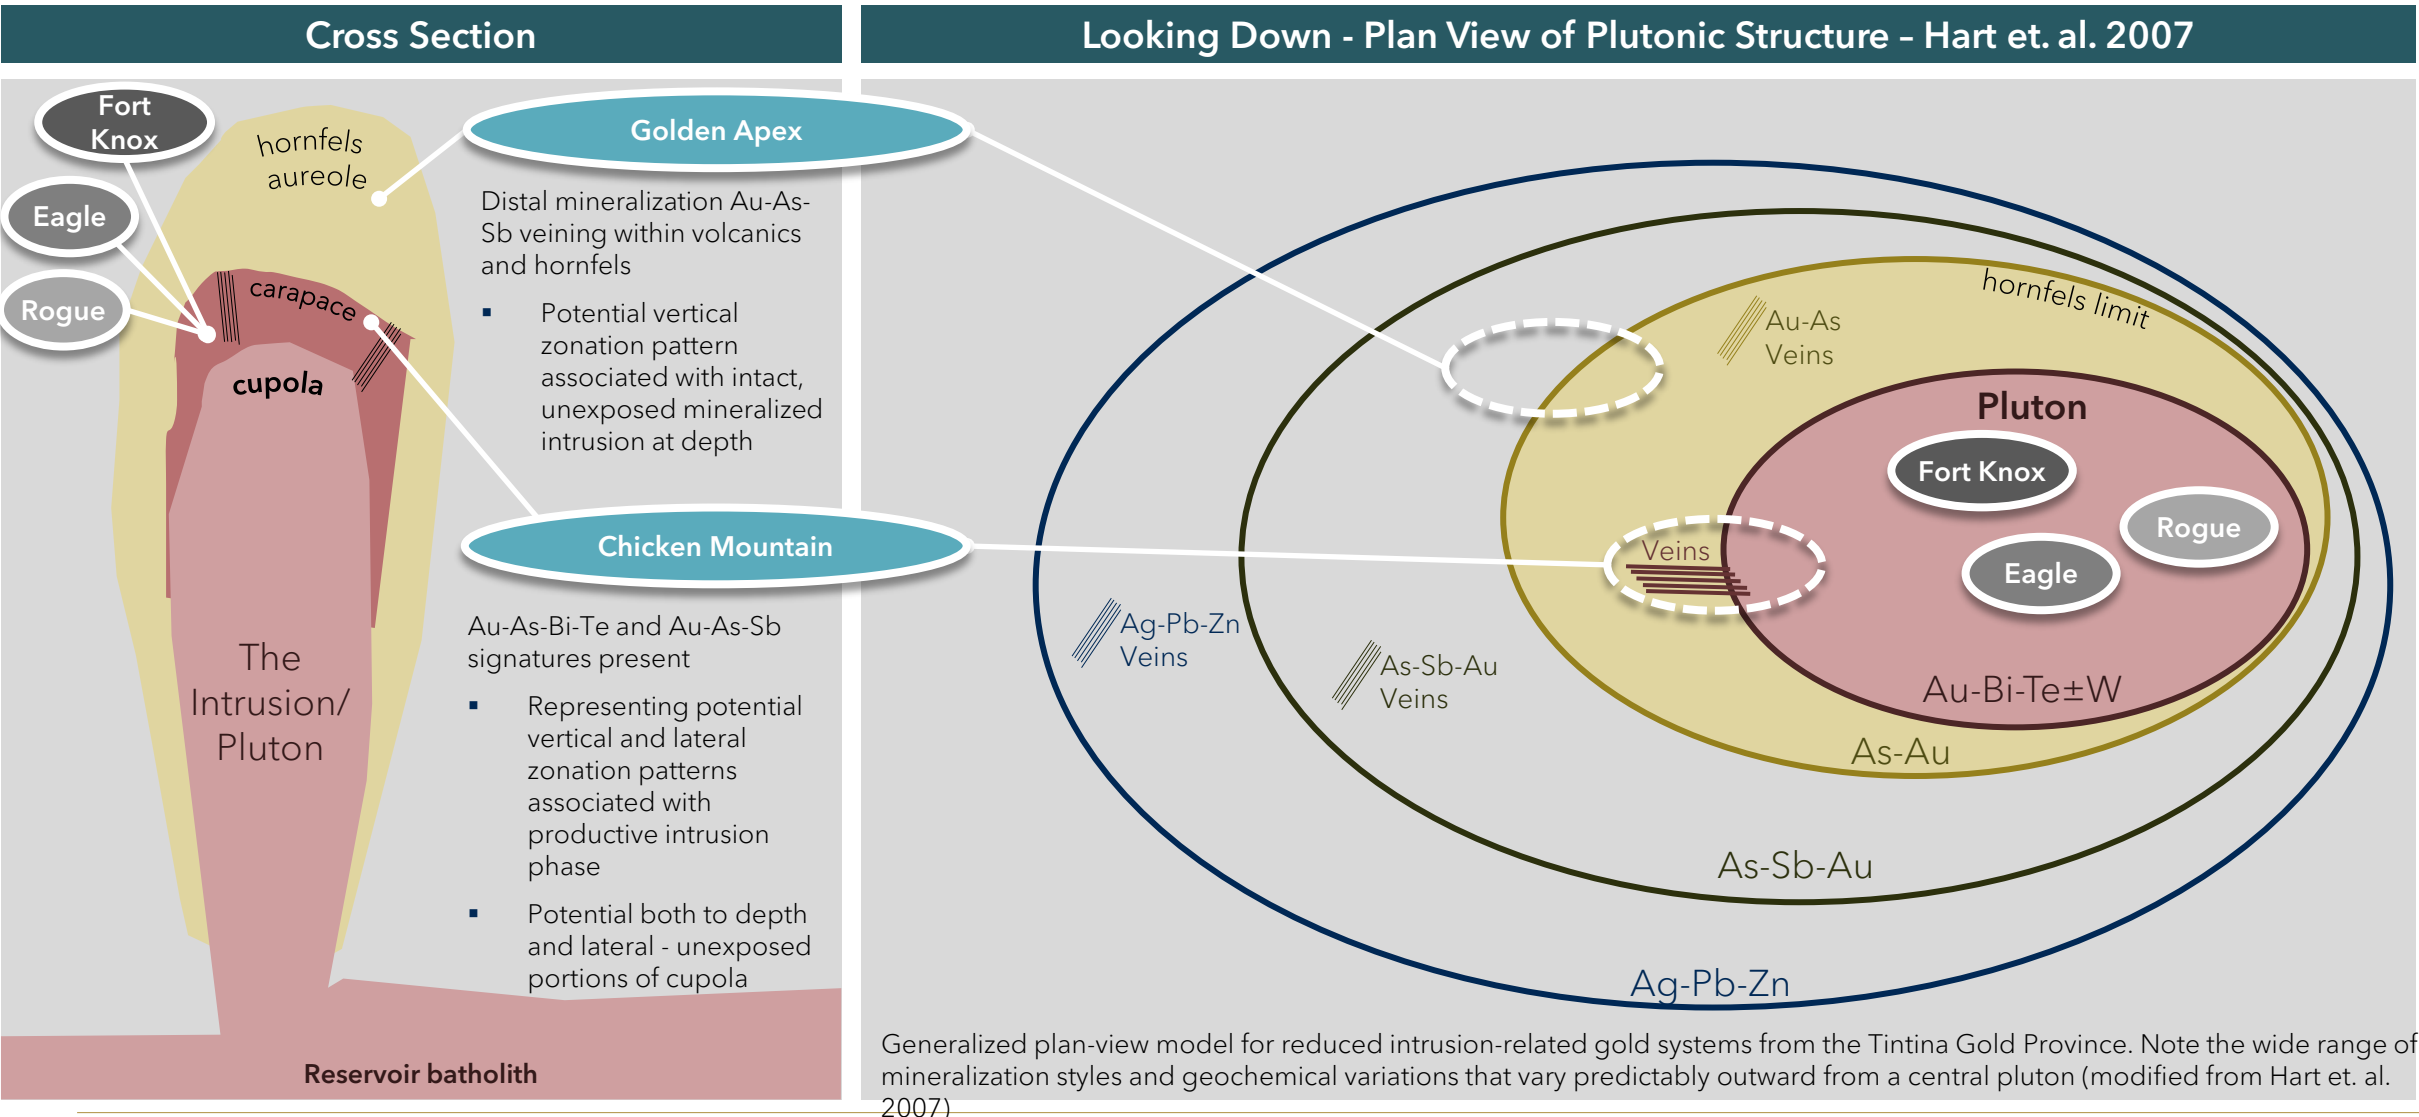 Cross Section
Fort
Knox
Eagle
Rogue
hornfels
aureole
carapace
cupola
The
Intrusion/
Pluton
Reservoir batholith
Golden Apex
Distal mineralization Au-As-
Sb veining within volcanics
and hornfels
▪ Potential vertical
zonation pattern
associated with intact,
unexposed mineralized
intrusion at depth
Chicken Mountain
Au-As-Bi-Te and Au-As-Sb
signatures present
▪ Representing potential
vertical and lateral
zonation patterns
associated with
productive intrusion
phase
▪ Potential both to depth
and lateral - unexposed
portions of cupola
Looking Down - Plan View of Plutonic Structure – Hart et. al. 2007
hornfels limit
Au-As
Veins
Pluton
Fort Knox
Rogue
Eagle
Veins
Ag-Pb-Zn
Veins
As-Sb-Au
Veins
Au-Bi-Te±W
As-Au
As-Sb-Au
Ag-Pb-Zn
Generalized plan-view model for reduced intrusion-related gold systems from the Tintina Gold Province. Note the wide range of
mineralization styles and geochemical variations that vary predictably outward from a central pluton (modified from Hart et. al.
2007)